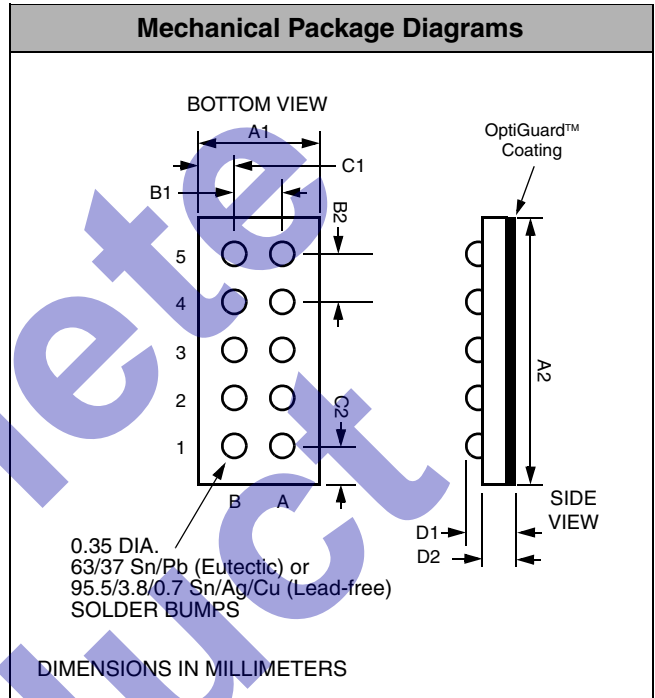 Mechanical Package Diagrams
BOTTOM VIEW
A1
C1
B1
B2
OptiGuard™
Coating
5
4
3
2
1
C2
A2
B A
SIDE
VIEW
D1
D2
0.35 DIA.
63/37 Sn/Pb (Eutectic) or
95.5/3.8/0.7 Sn/Ag/Cu (Lead-free)
SOLDER BUMPS
DIMENSIONS IN MILLIMETERS
lete
uct